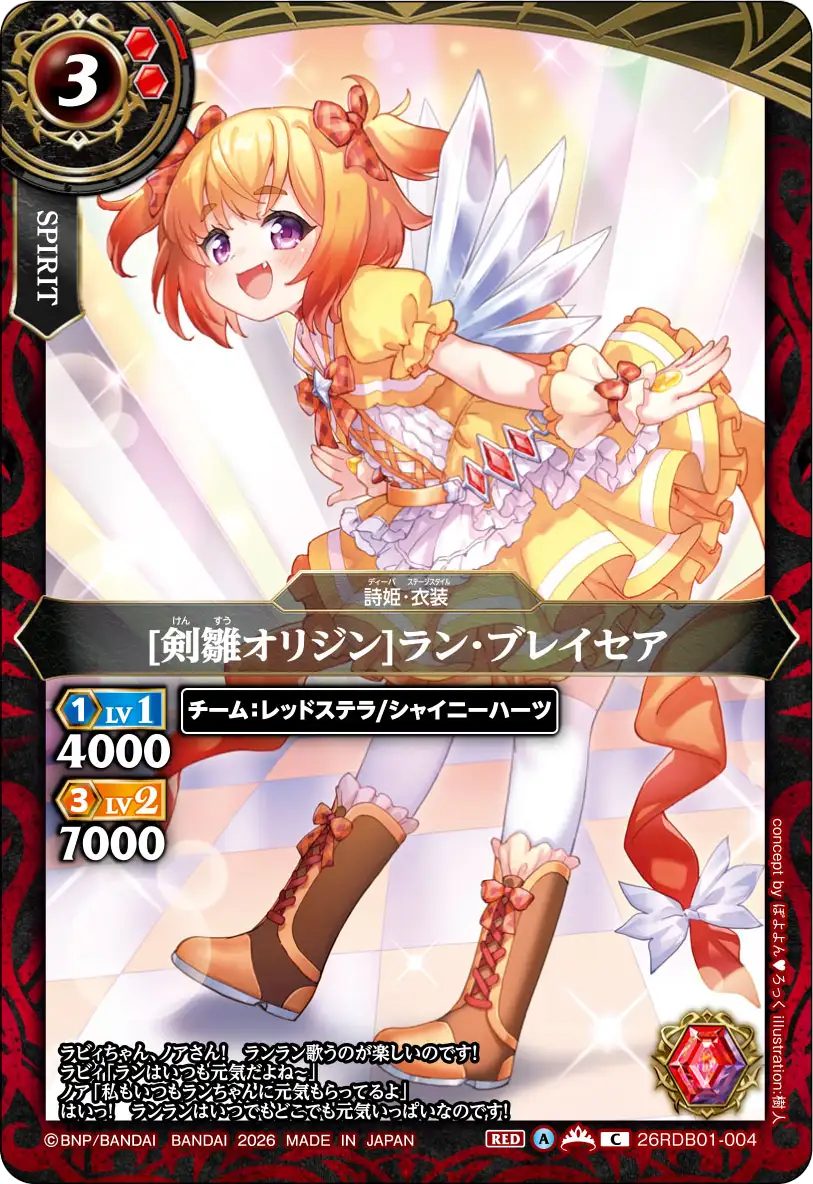 3
SPIRIT
ディーバ ステージスタイル
詩姫・衣装
けん すう
[剣雛オリジン]ラン・ブレイセア
1 LV1
4000
チーム:レッドステラ/シャイニーハーツ
3 LV2
7000
concept by ぽよよん♥ろっく illustration:樹人
ラビィちゃん、ノアさん! ランラン歌うのが楽しいのです!
ラビィ「ランはいつも元気だよね~」
ノア「私もいつもランちゃんに元気もらってるよ」
はいっ! ランランはいつでもどこでも元気いっぱいなのです!
©BNP/BANDAI BANDAI 2026 MADE IN JAPAN RED A C 26RDB01-004